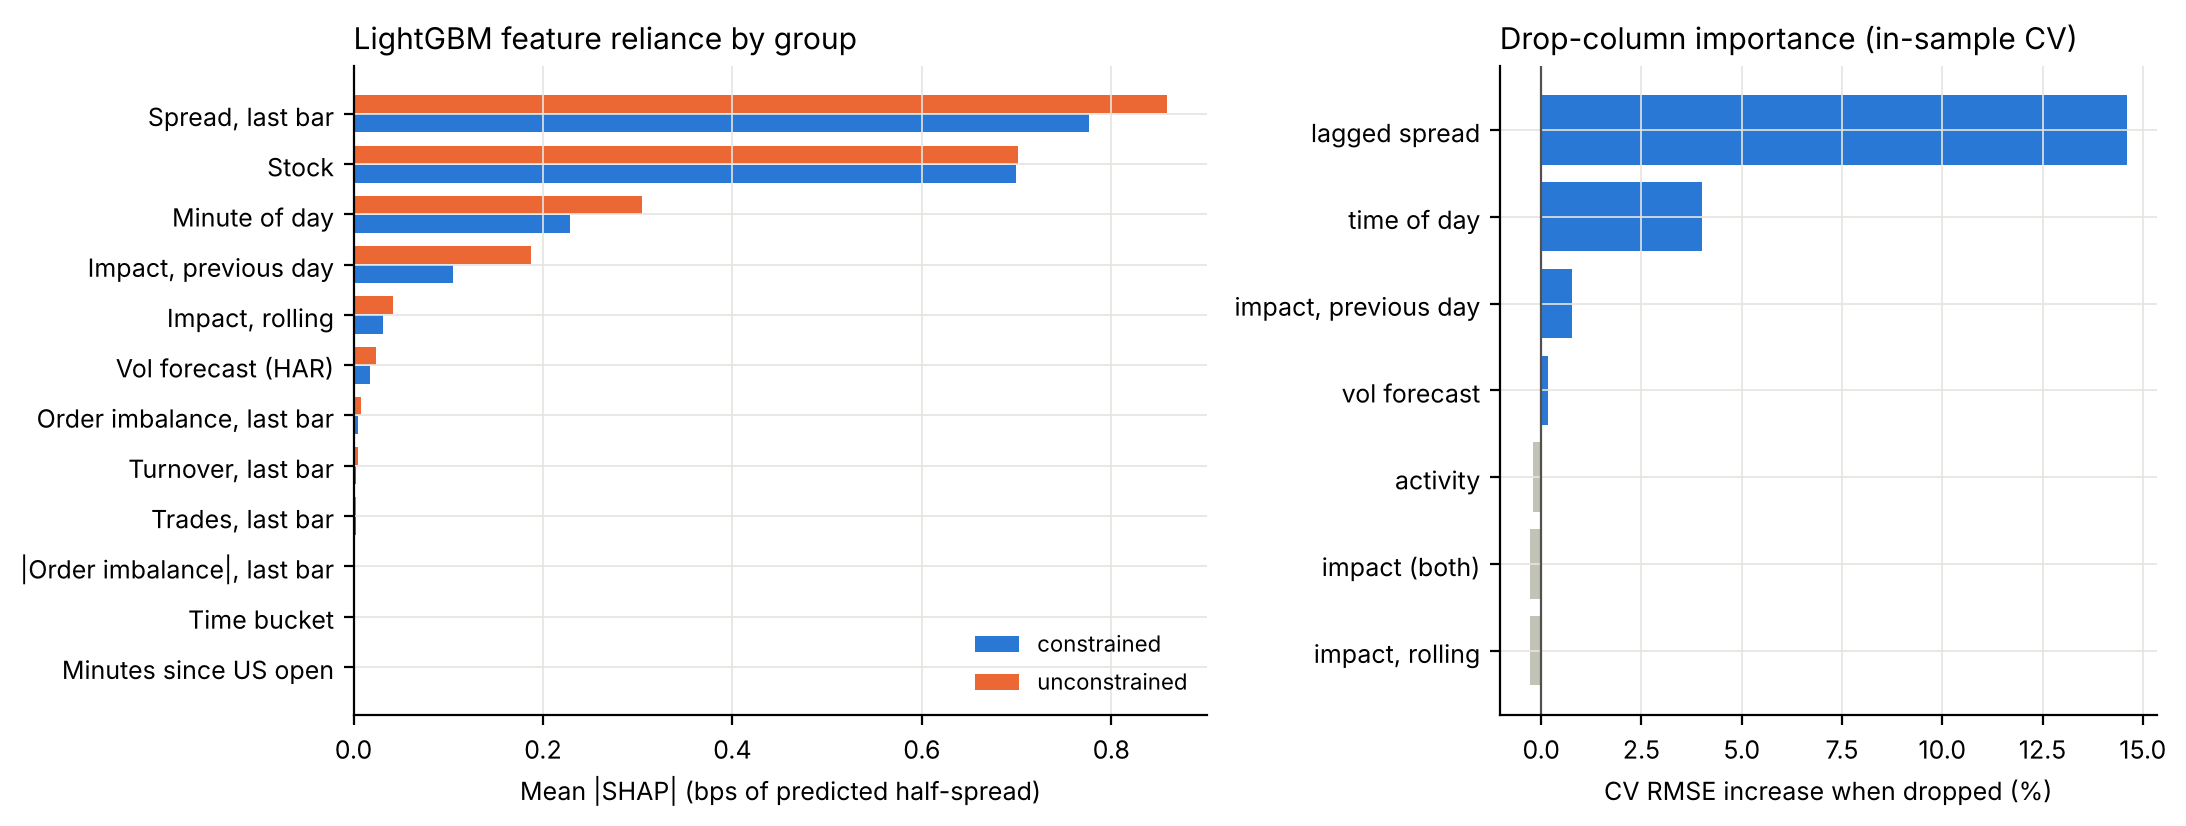 LightGBM feature reliance by group
Spread, last bar
Stock
Minute of day
Impact, previous day
Impact, rolling
Vol forecast (HAR)
Order imbalance, last bar
Turnover, last bar
Trades, last bar
|Order imbalance|, last bar
Time bucket
Minutes since US open
constrained
unconstrained
0.0 0.2 0.4 0.6 0.8
Mean |SHAP| (bps of predicted half-spread)
Drop-column importance (in-sample CV)
lagged spread
time of day
impact, previous day
vol forecast
activity
impact (both)
impact, rolling
0.0 2.5 5.0 7.5 10.0 12.5 15.0
CV RMSE increase when dropped (%)